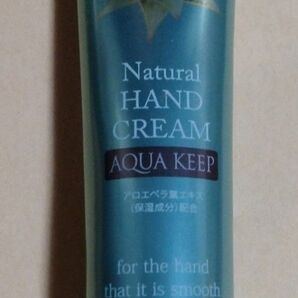 Natural
HAND
CREAM
AQUA KEEP
アロエベラ葉エキス
(保湿成分)配合
for the hand
that it is smooth